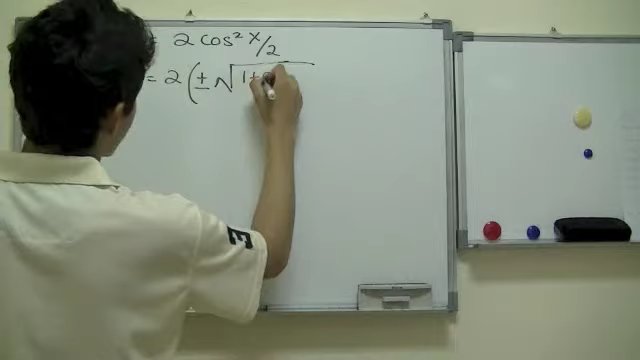 = 2 cos² x/2
= 2 (± √1+
E